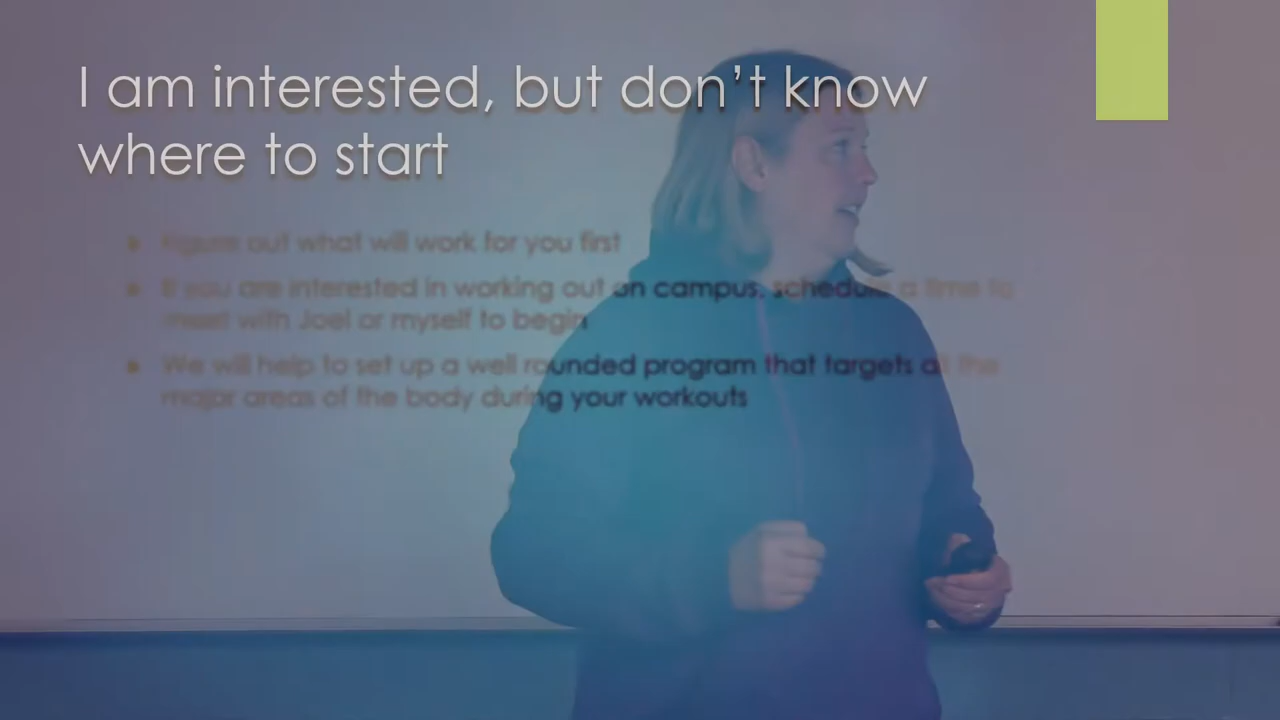 I am interested, but don’t know
where to start
Figure out what will work for you first
If you are interested in working out on campus, schedule a time to
meet with Joel or myself to begin
We will help to set up a well rounded program that targets all the
major areas of the body during your workouts